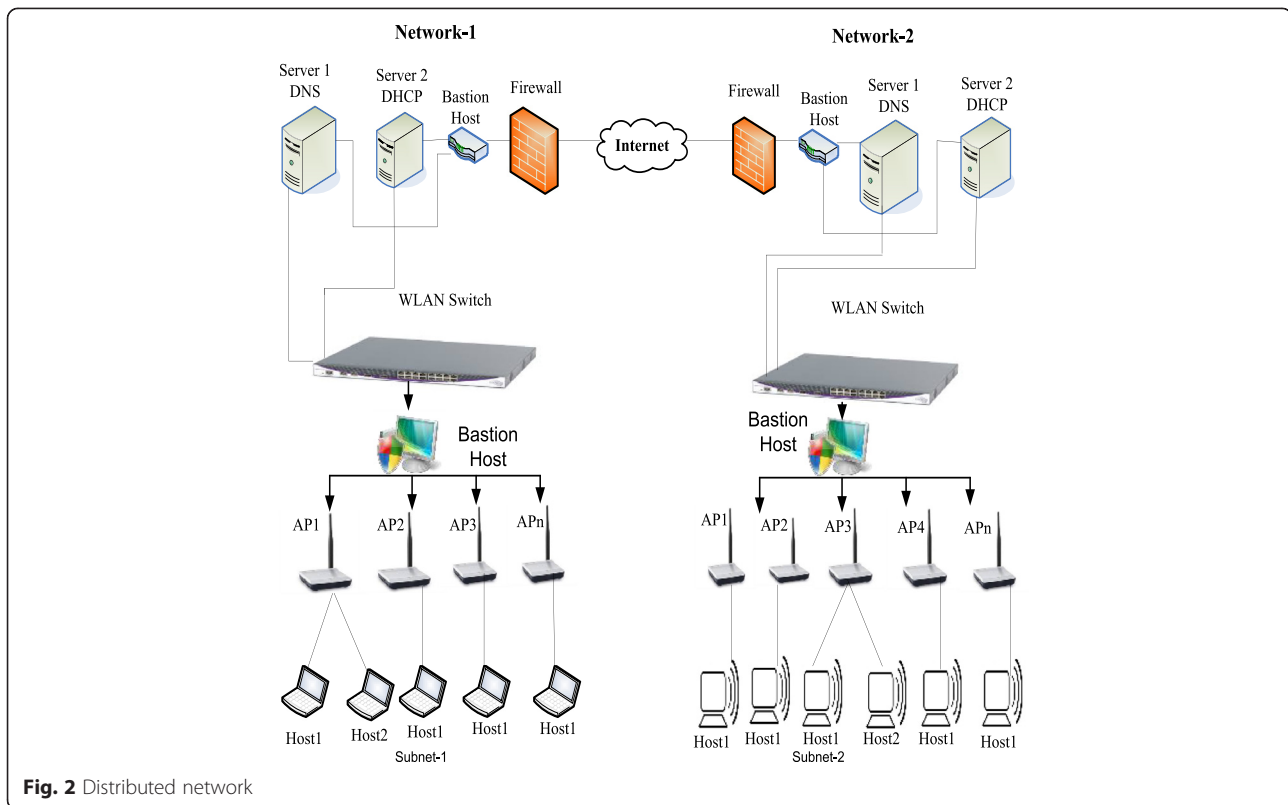 Network-1
Network-2
Server 1
DNS
Server 2
DHCP
Bastion
Host
Firewall
Internet
Firewall
Bastion
Host
Server 1
DNS
Server 2
DHCP
WLAN Switch
WLAN Switch
Bastion
Host
Bastion
Host
AP1
AP2
AP3
APn
AP1
AP2
AP3
AP4
APn
Host1
Host2
Host1
Host1
Host1
Subnet-1
Host1
Host1
Host1
Host2
Host1
Host1
Subnet-2
Fig. 2 Distributed network